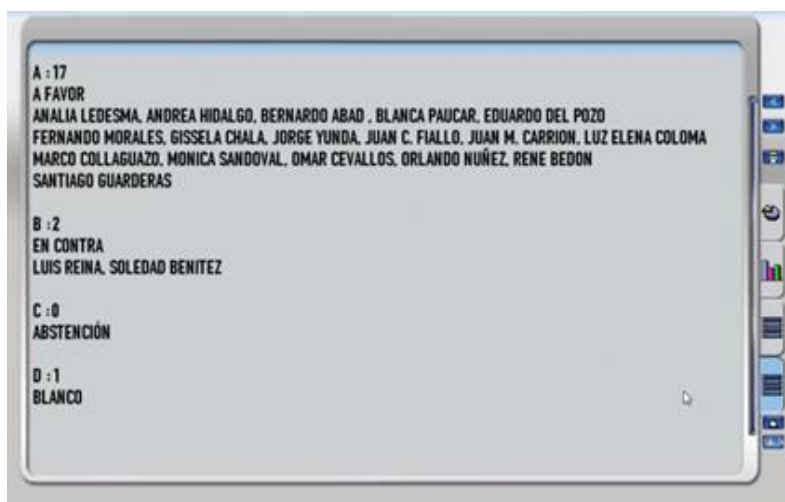 A :17
A FAVOR
ANALIA LEDESMA, ANDREA HIDALGO, BERNARDO ABAD , BLANCA PAUCAR, EDUARDO DEL POZO
FERNANDO MORALES, GISSELA CHALA, JORGE YUNDA, JUAN C. FIALLO, JUAN M. CARRION, LUZ ELENA COLOMA
MARCO COLLAGUAZO, MONICA SANDOVAL, OMAR CEVALLOS, ORLANDO NUÑEZ, RENE BEDON
SANTIAGO GUARDERAS
B :2
EN CONTRA
LUIS REINA, SOLEDAD BENITEZ
C :0
ABSTENCIÓN
D :1
BLANCO